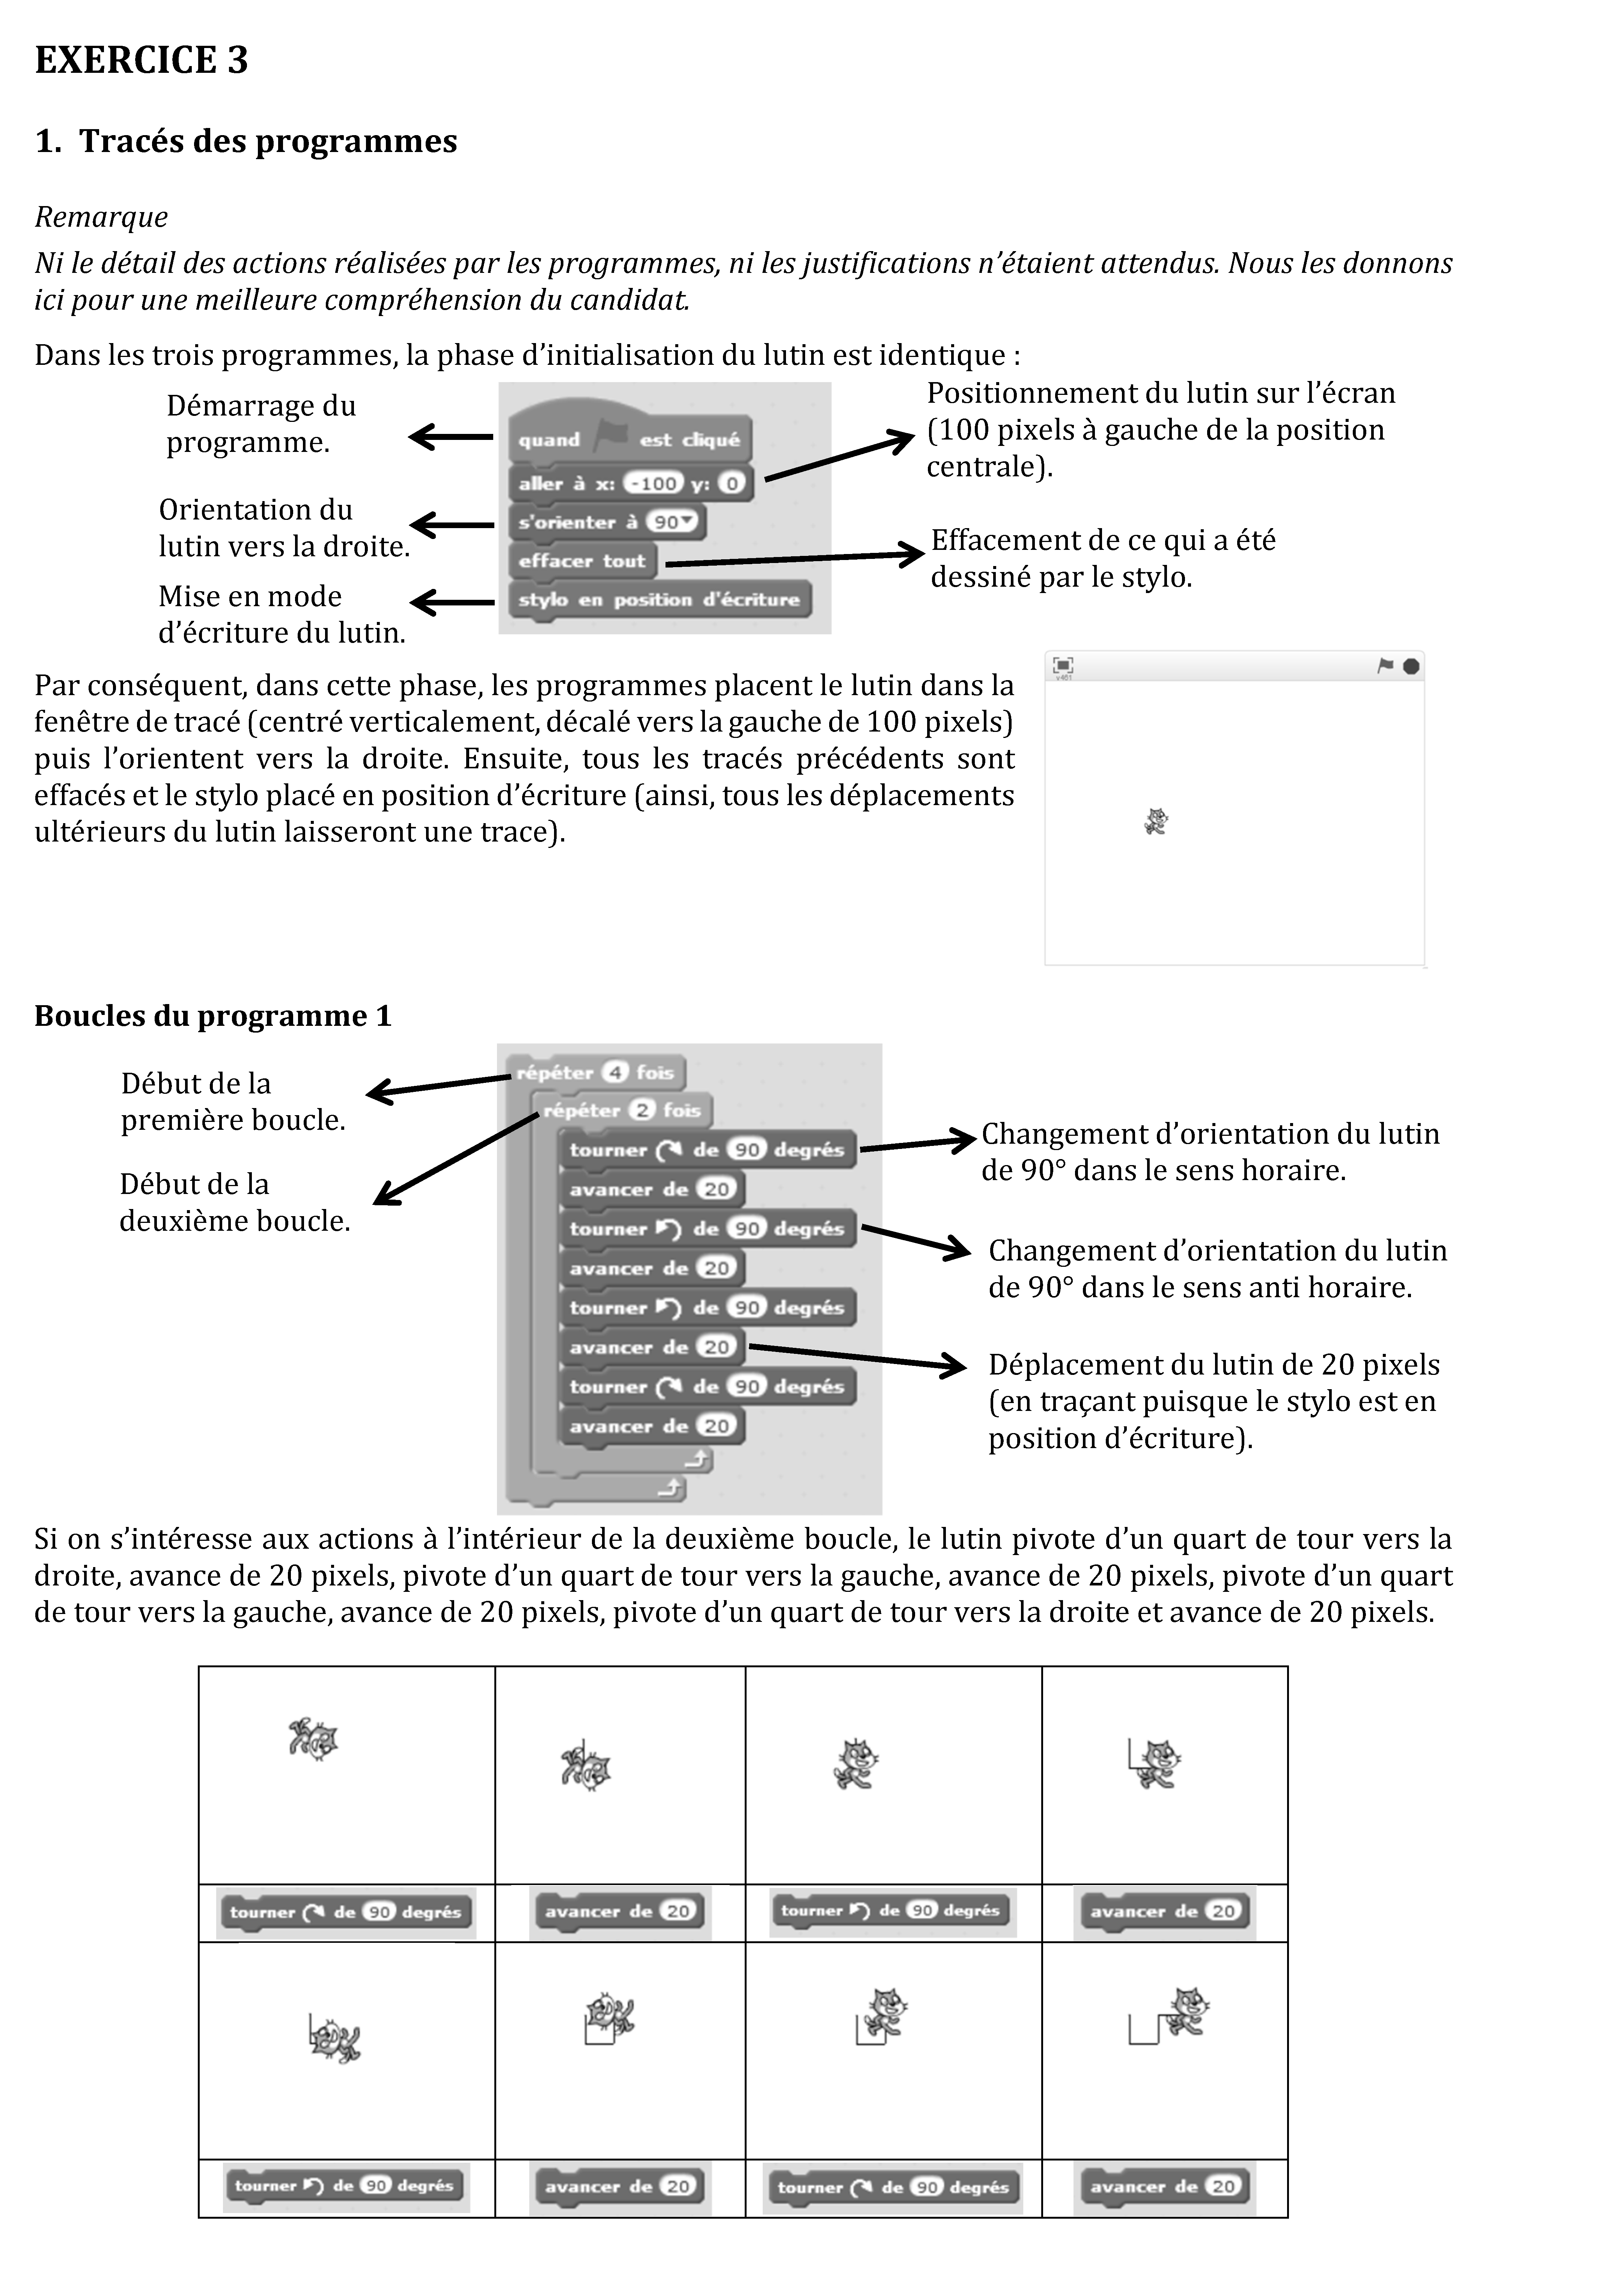 EXERCICE 3
1. Tracés des programmes
Remarque
Ni le détail des actions réalisées par les programmes, ni les justifications n’étaient attendus. Nous les donnons
ici pour une meilleure compréhension du candidat.
Dans les trois programmes, la phase d’initialisation du lutin est identique :
Démarrage du
programme.
Orientation du
lutin vers la droite.
Mise en mode
d’écriture du lutin.
quand est cliqué
aller à x: -100 y: 0
s'orienter à 90
effacer tout
stylo en position d'écriture
Positionnement du lutin sur l’écran
(100 pixels à gauche de la position
centrale).
Effacement de ce qui a été
dessiné par le stylo.
Par conséquent, dans cette phase, les programmes placent le lutin dans la
fenêtre de tracé (centré verticalement, décalé vers la gauche de 100 pixels)
puis l’orientent vers la droite. Ensuite, tous les tracés précédents sont
effacés et le stylo placé en position d’écriture (ainsi, tous les déplacements
ultérieurs du lutin laisseront une trace).
v461
Boucles du programme 1
Début de la
première boucle.
Début de la
deuxième boucle.
répéter 4 fois
répéter 2 fois
tourner de 90 degrés
avancer de 20
tourner de 90 degrés
avancer de 20
tourner de 90 degrés
avancer de 20
tourner de 90 degrés
avancer de 20
Changement d’orientation du lutin
de 90° dans le sens horaire.
Changement d’orientation du lutin
de 90° dans le sens anti horaire.
Déplacement du lutin de 20 pixels
(en traçant puisque le stylo est en
position d’écriture).
Si on s’intéresse aux actions à l’intérieur de la deuxième boucle, le lutin pivote d’un quart de tour vers la
droite, avance de 20 pixels, pivote d’un quart de tour vers la gauche, avance de 20 pixels, pivote d’un quart
de tour vers la gauche, avance de 20 pixels, pivote d’un quart de tour vers la droite et avance de 20 pixels.
tourner de 90 degrés
avancer de 20
tourner de 90 degrés
avancer de 20
tourner de 90 degrés
avancer de 20
tourner de 90 degrés
avancer de 20